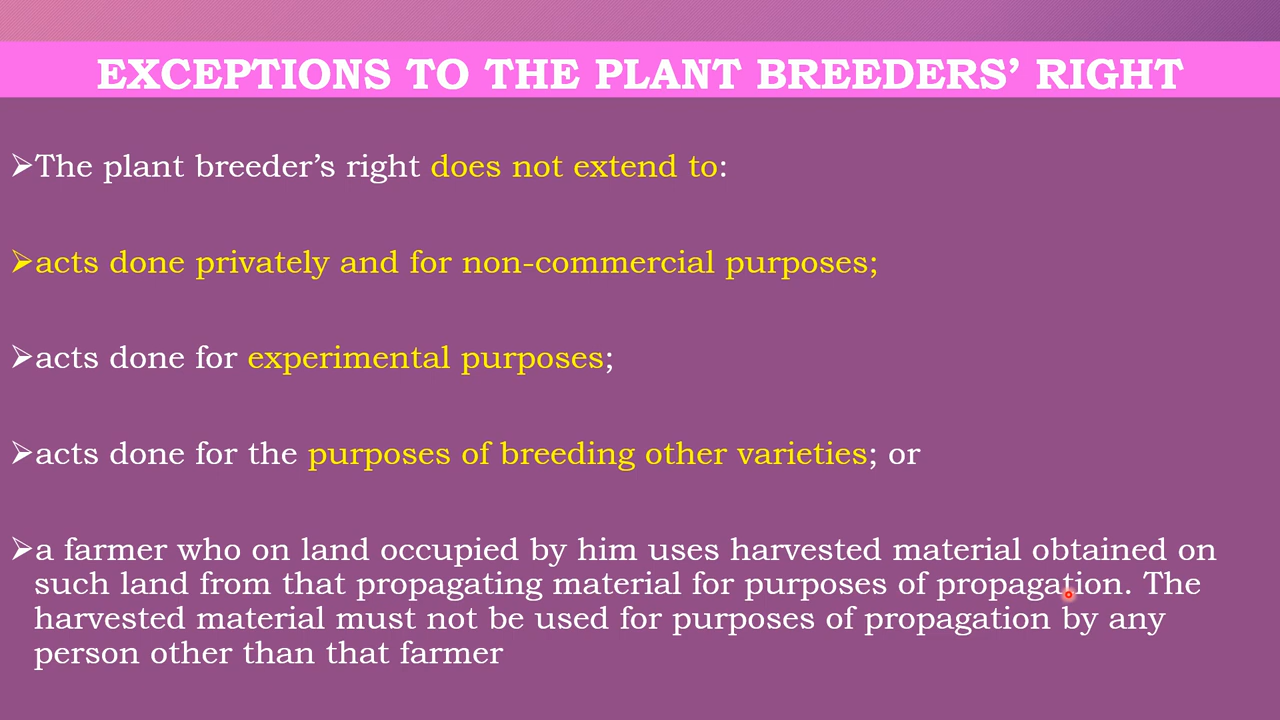 EXCEPTIONS TO THE PLANT BREEDERS’ RIGHT
➢The plant breeder’s right does not extend to:
➢acts done privately and for non-commercial purposes;
➢acts done for experimental purposes;
➢acts done for the purposes of breeding other varieties; or
➢a farmer who on land occupied by him uses harvested material obtained on
such land from that propagating material for purposes of propagation. The
harvested material must not be used for purposes of propagation by any
person other than that farmer